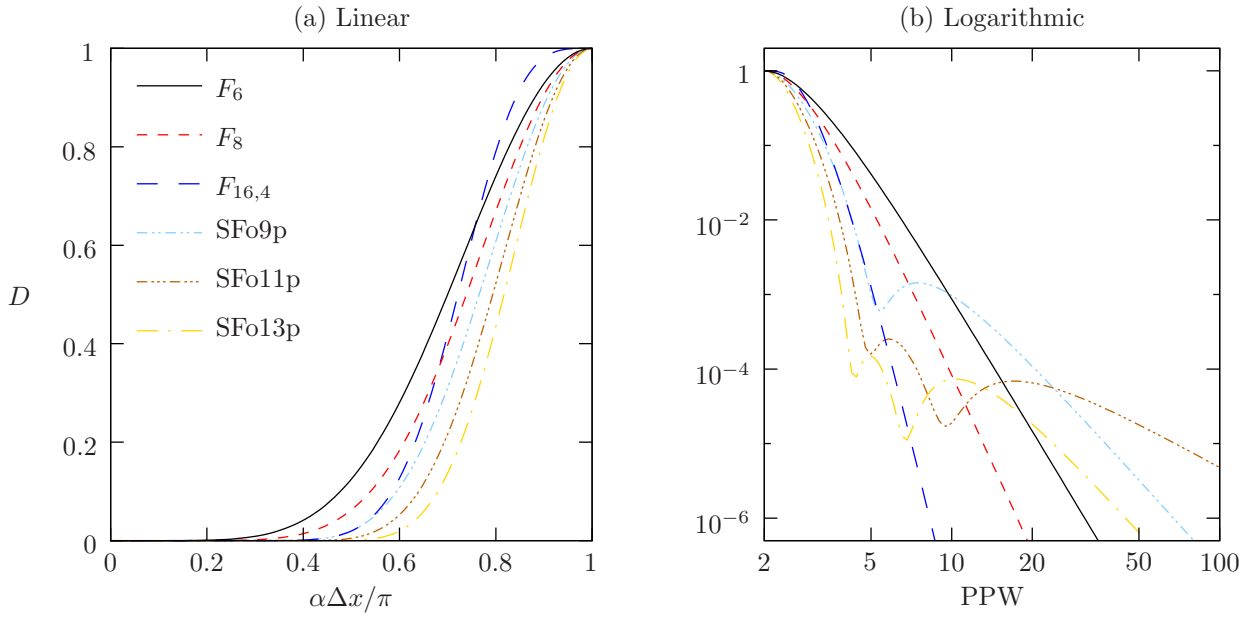 (a) Linear
1
0.8
0.6
D
0.4
0.2
0
0
0.2
0.4
0.6
0.8
1
αΔx/π
F₆
F₈
F₁₆,₄
SFo9p
SFo11p
SFo13p
(b) Logarithmic
1
10⁻²
10⁻⁴
10⁻⁶
2
5
10
20
50
100
PPW